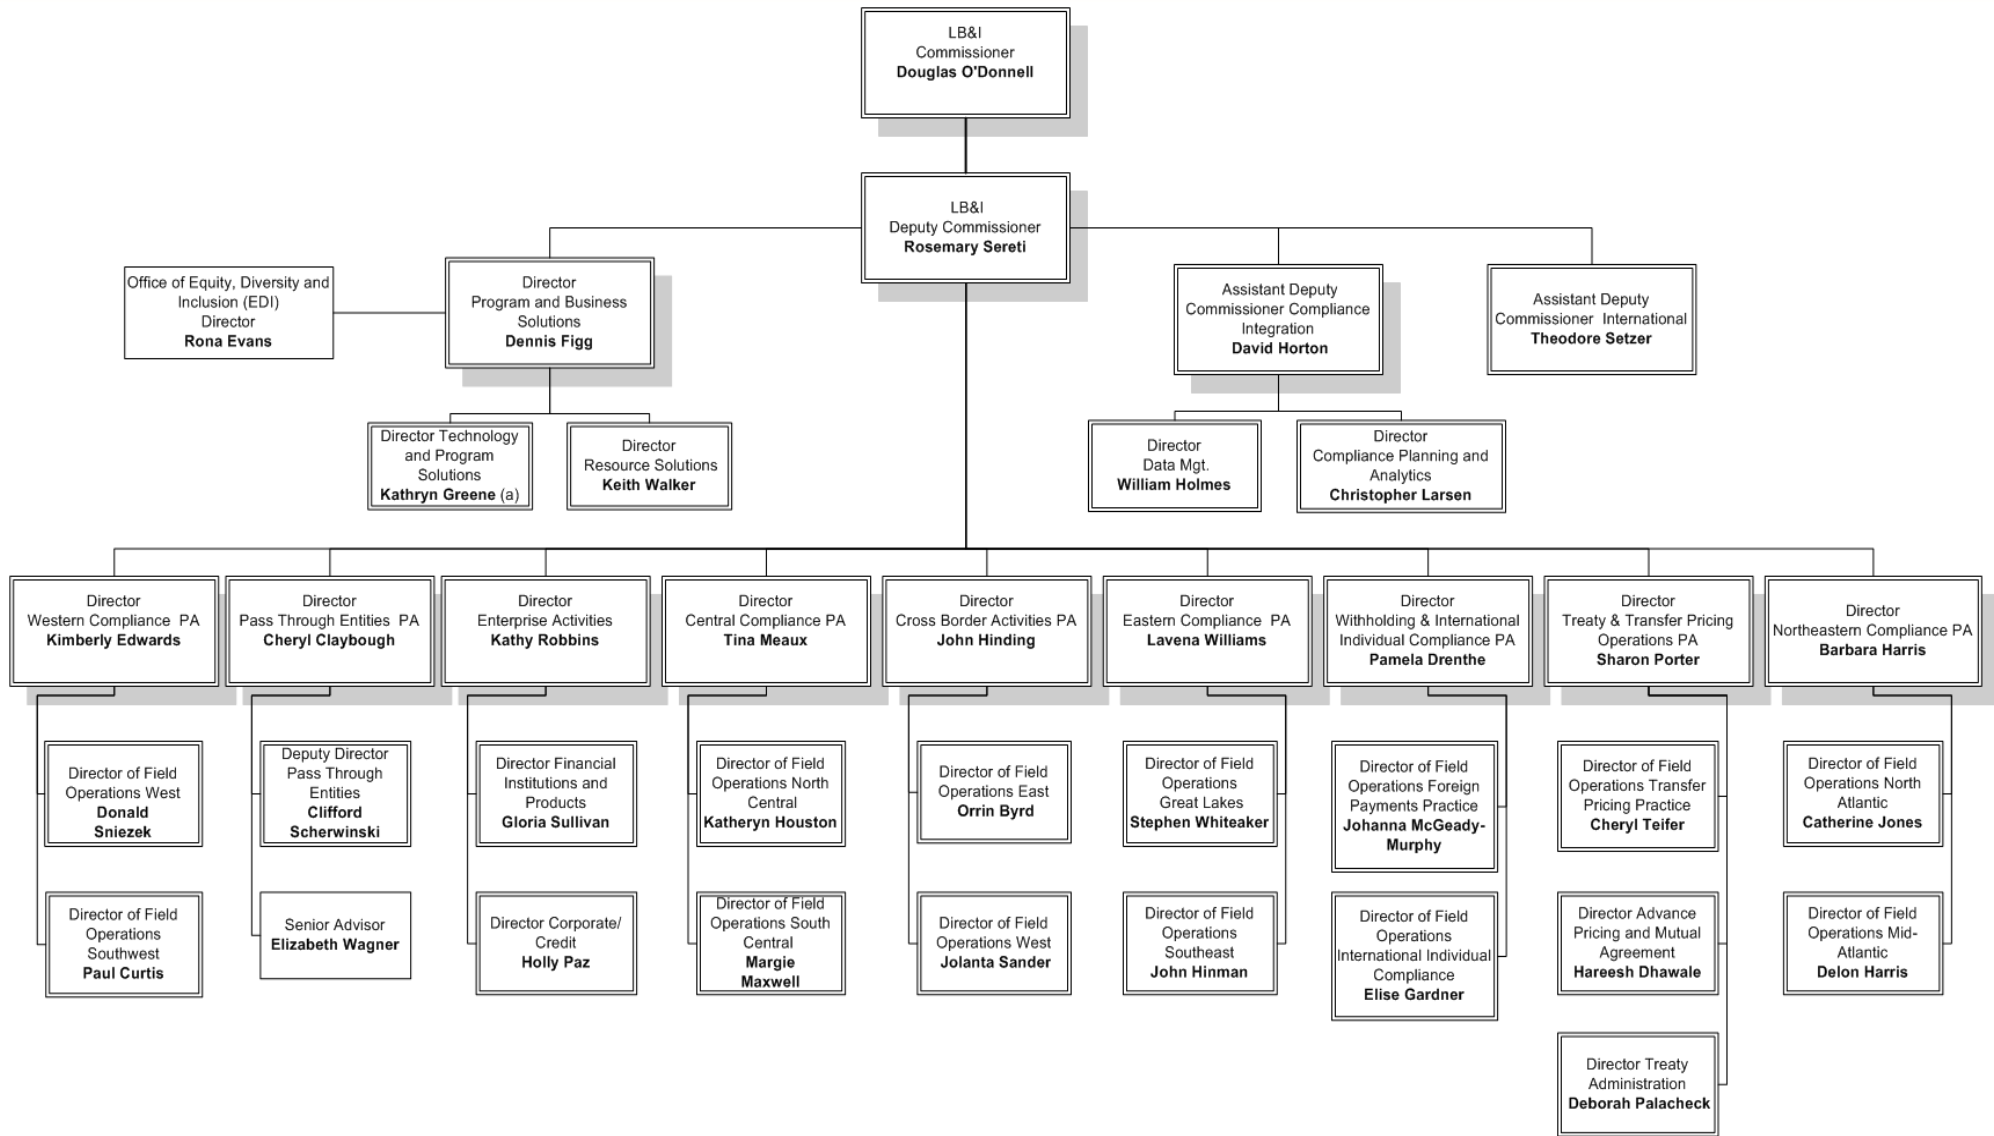 LB&I
Commissioner
Douglas O'Donnell
LB&I
Deputy Commissioner
Rosemary Sereti
Office of Equity, Diversity and
Inclusion (EDI)
Director
Rona Evans
Director
Program and Business
Solutions
Dennis Figg
Assistant Deputy
Commissioner Compliance
Integration
David Horton
Assistant Deputy
Commissioner International
Theodore Setzer
Director Technology
and Program
Solutions
Kathryn Greene (a)
Director
Resource Solutions
Keith Walker
Director
Data Mgt.
William Holmes
Director
Compliance Planning and
Analytics
Christopher Larsen
Director
Western Compliance PA
Kimberly Edwards
Director
Pass Through Entities PA
Cheryl Claybough
Director
Enterprise Activities
Kathy Robbins
Director
Central Compliance PA
Tina Meaux
Director
Cross Border Activities PA
John Hinding
Director
Eastern Compliance PA
Lavena Williams
Director
Withholding & International
Individual Compliance PA
Pamela Drenthe
Director
Treaty & Transfer Pricing
Operations PA
Sharon Porter
Director
Northeastern Compliance PA
Barbara Harris
Director of Field
Operations West
Donald
Sniezek
Deputy Director
Pass Through
Entities
Clifford
Scherwinski
Director Financial
Institutions and
Products
Gloria Sullivan
Director of Field
Operations North
Central
Katheryn Houston
Director of Field
Operations East
Orrin Byrd
Director of Field
Operations
Great Lakes
Stephen Whiteaker
Director of Field
Operations Foreign
Payments Practice
Johanna McGeady-
Murphy
Director of Field
Operations Transfer
Pricing Practice
Cheryl Teifer
Director of Field
Operations North
Atlantic
Catherine Jones
Director of Field
Operations
Southwest
Paul Curtis
Senior Advisor
Elizabeth Wagner
Director Corporate/
Credit
Holly Paz
Director of Field
Operations South
Central
Margie
Maxwell
Director of Field
Operations West
Jolanta Sander
Director of Field
Operations
Southeast
John Hinman
Director of Field
Operations
International Individual
Compliance
Elise Gardner
Director Advance
Pricing and Mutual
Agreement
Hareesh Dhawale
Director of Field
Operations Mid-
Atlantic
Delon Harris
Director Treaty
Administration
Deborah Palacheck